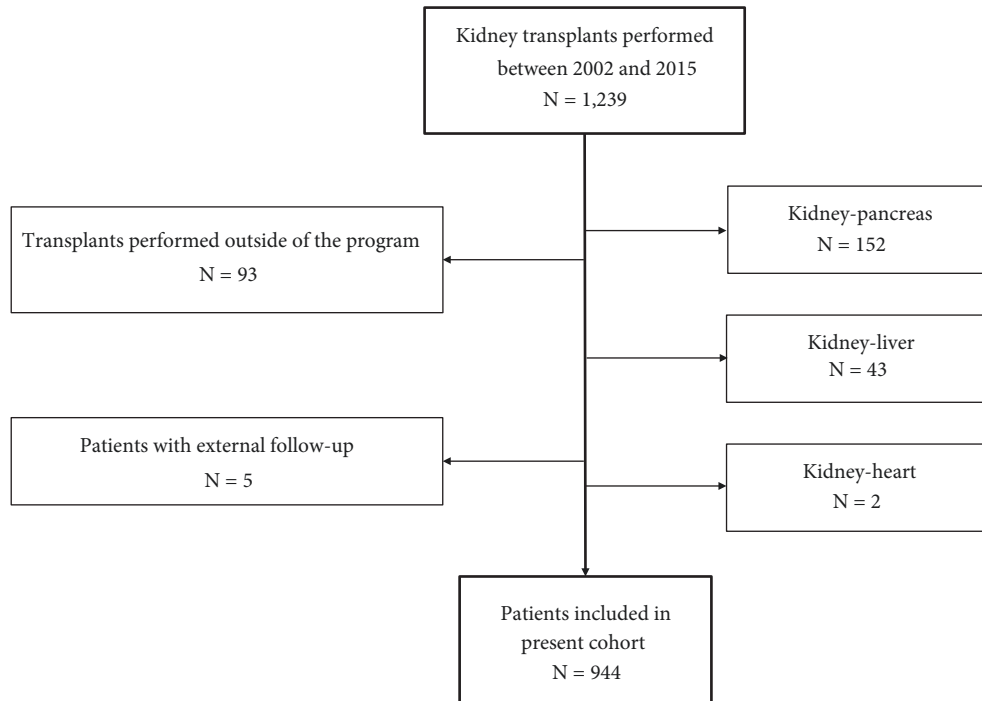 Kidney transplants performed
between 2002 and 2015
N = 1,239
Kidney-pancreas
N = 152
Transplants performed outside of the program
N = 93
Kidney-liver
N = 43
Patients with external follow-up
N = 5
Kidney-heart
N = 2
Patients included in
present cohort
N = 944